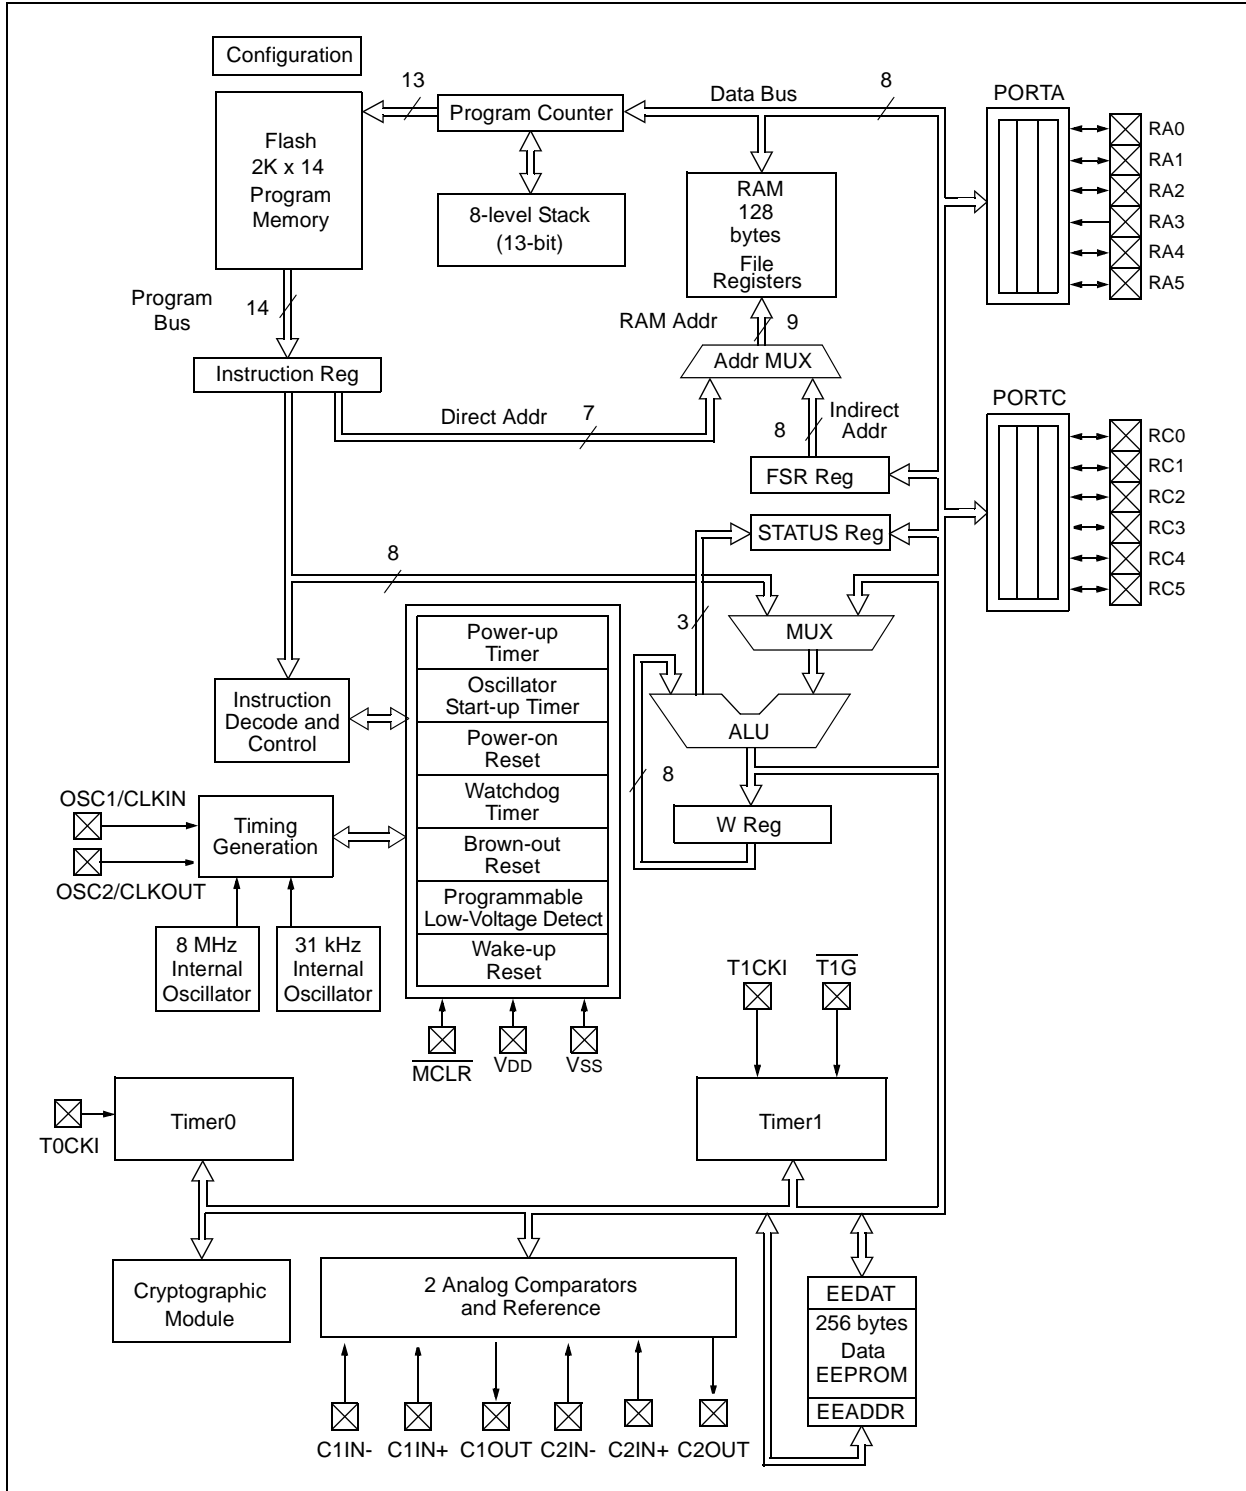 Configuration
13
Data Bus
8
PORTA
Flash
2K x 14
Program
Memory
Program Counter
8-level Stack
(13-bit)
RAM
128
bytes
File
Registers
RA0
RA1
RA2
RA3
RA4
RA5
Program
Bus
14
RAM Addr
9
Addr MUX
Instruction Reg
Direct Addr
7
8
Indirect
Addr
FSR Reg
STATUS Reg
PORTC
RC0
RC1
RC2
RC3
RC4
RC5
8
3
MUX
ALU
8
W Reg
Instruction
Decode and
Control
Power-up
Timer
Oscillator
Start-up Timer
Power-on
Reset
Watchdog
Timer
Brown-out
Reset
Programmable
Low-Voltage Detect
Wake-up
Reset
OSC1/CLKIN
OSC2/CLKOUT
Timing
Generation
8 MHz
Internal
Oscillator
31 kHz
Internal
Oscillator
MCLR
VDD
VSS
T1CKI
T1G
T0CKI
Timer0
Timer1
Cryptographic
Module
2 Analog Comparators
and Reference
EEDAT
256 bytes
Data
EEPROM
EEADDR
C1IN-
C1IN+
C1OUT
C2IN-
C2IN+
C2OUT